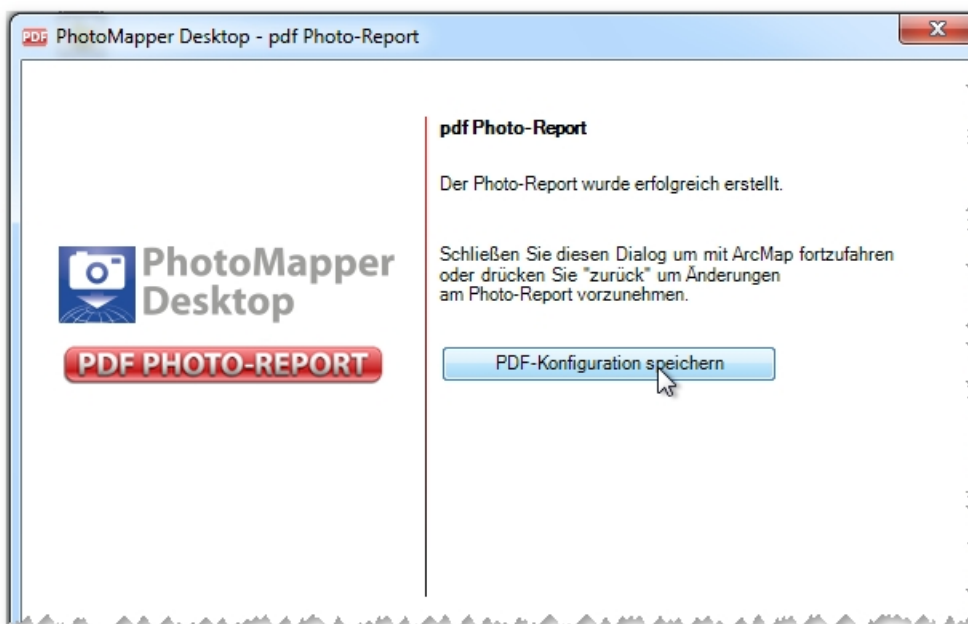 PDF PhotoMapper Desktop - pdf Photo-Report
X
pdf Photo-Report
Der Photo-Report wurde erfolgreich erstellt.
Schließen Sie diesen Dialog um mit ArcMap fortzufahren
oder drücken Sie "zurück" um Änderungen
am Photo-Report vorzunehmen.
PhotoMapper
Desktop
PDF PHOTO-REPORT
PDF-Konfiguration speichern